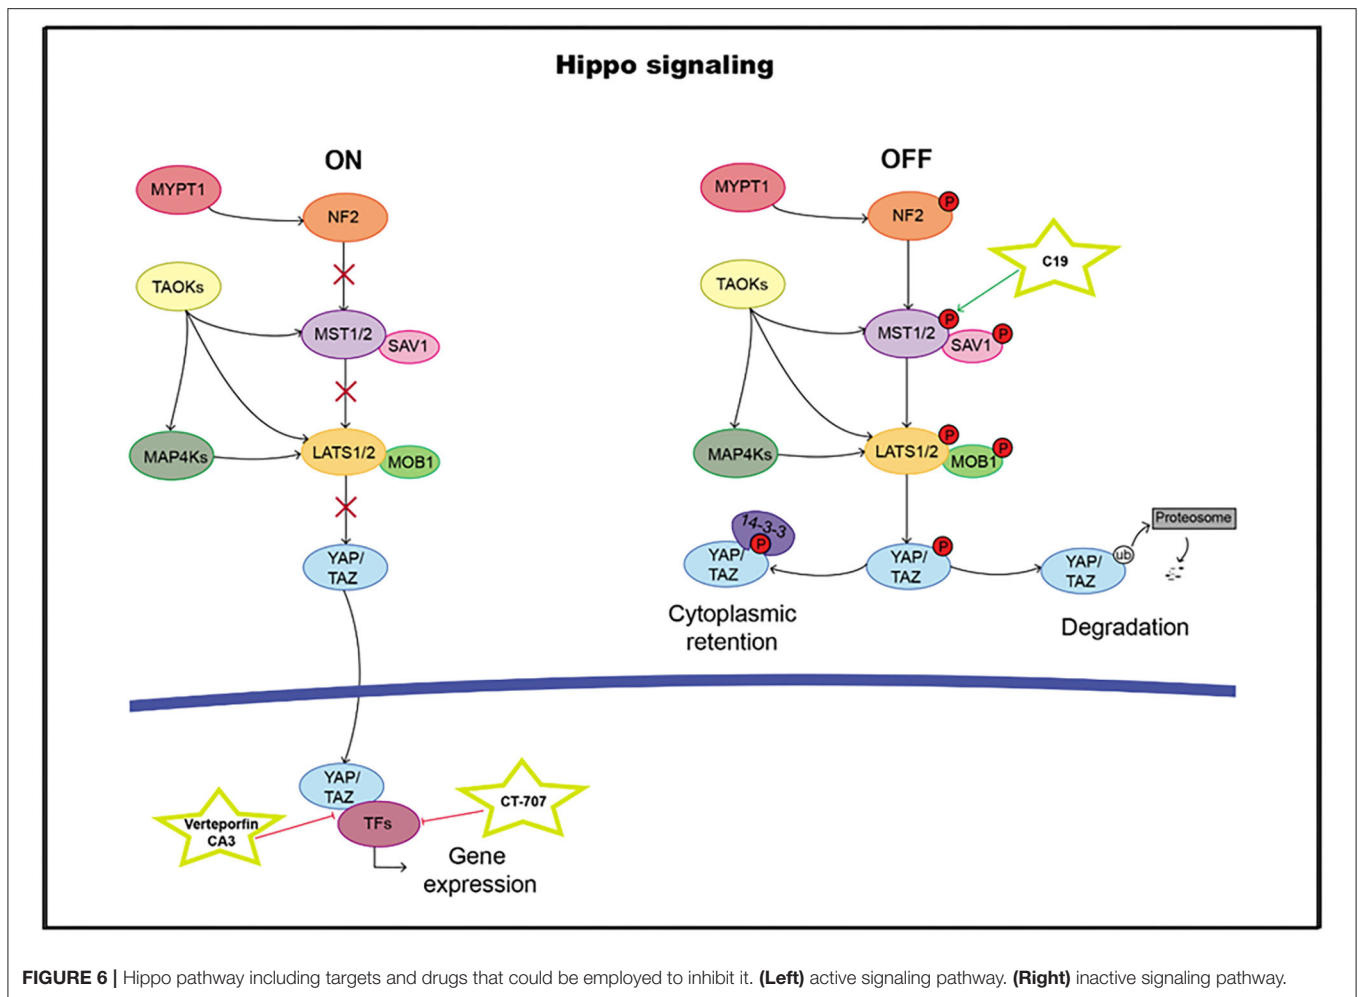 Hippo signaling
ON
MYPT1
NF2
TAOKs
MST1/2
SAV1
MAP4Ks
LATS1/2
MOB1
YAP/
TAZ
YAP/
TAZ
TFs
Verteporfin
CA3
CT-707
Gene
expression
OFF
MYPT1
NF2
P
C19
TAOKs
MST1/2
P
SAV1
P
MAP4Ks
LATS1/2
P
MOB1
P
14-3-3
P
YAP/
TAZ
Cytoplasmic
retention
YAP/
TAZ
P
YAP/
TAZ
ub
Proteosome
Degradation
FIGURE 6 | Hippo pathway including targets and drugs that could be employed to inhibit it. (Left) active signaling pathway. (Right) inactive signaling pathway.